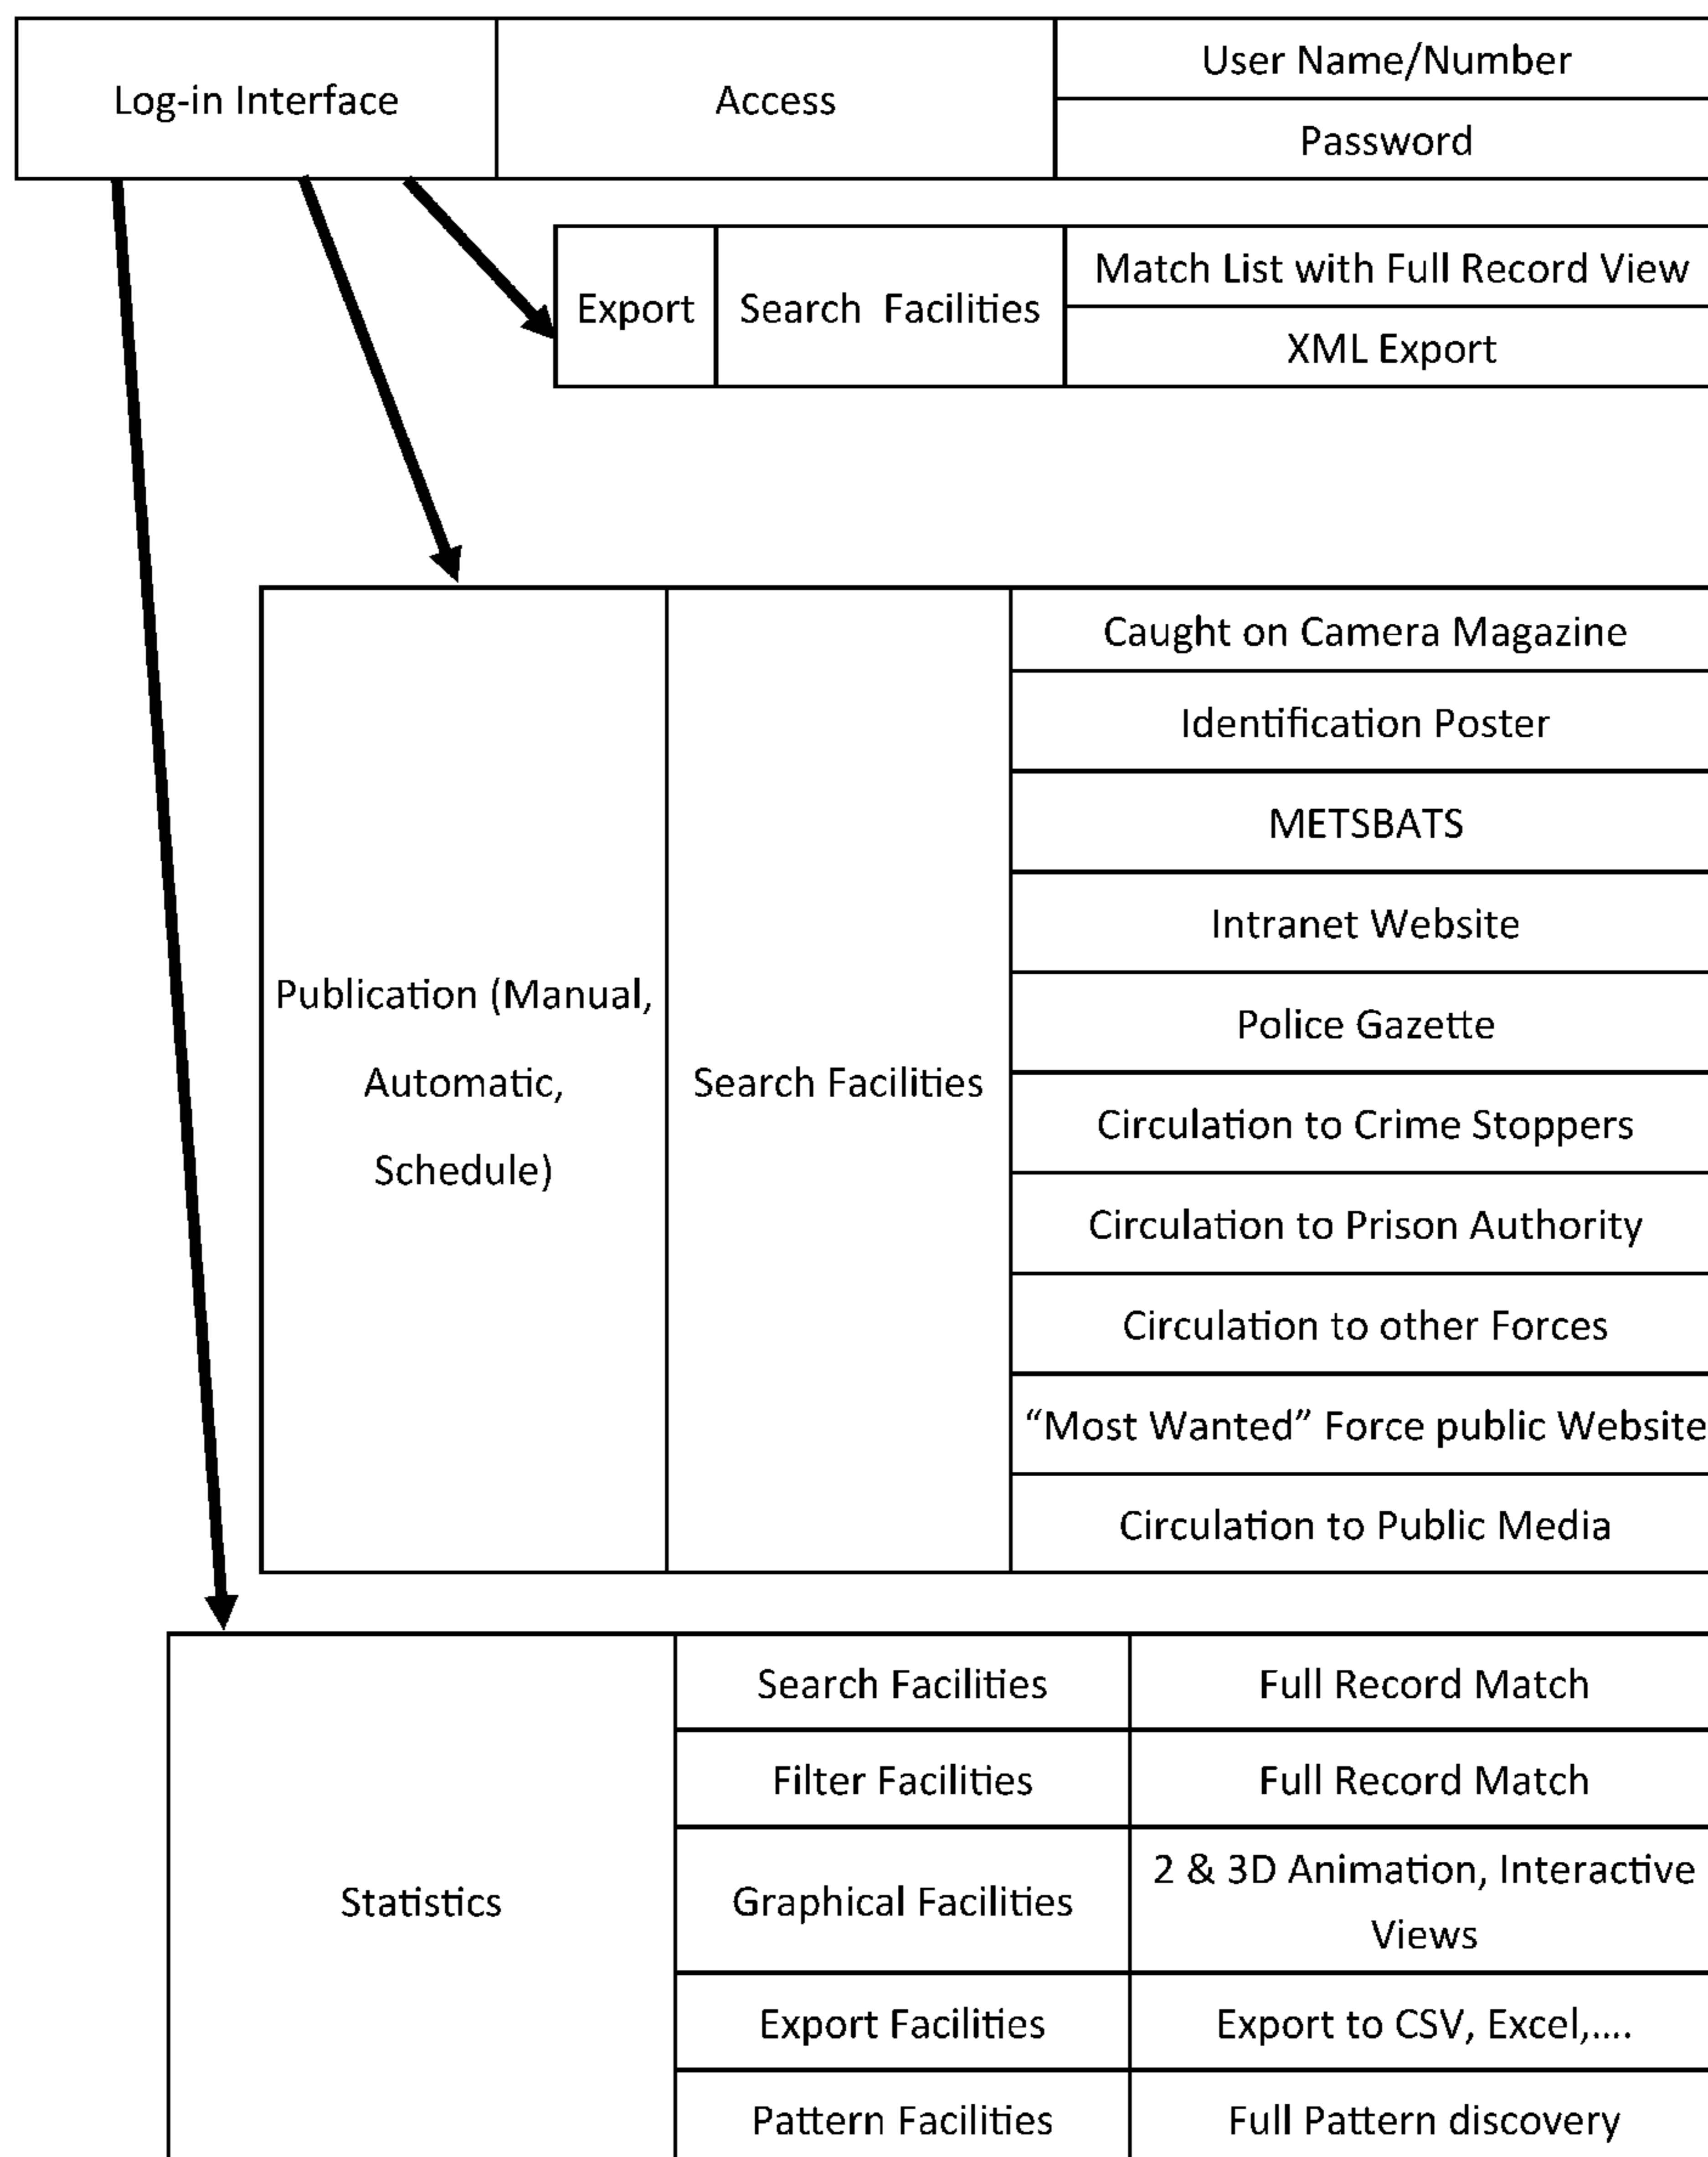 Log-in Interface
Access
User Name/Number
Password
Export
Search Facilities
Match List with Full Record View
XML Export
Publication (Manual,
Automatic,
Schedule)
Search Facilities
Caught on Camera Magazine
Identification Poster
METSBATS
Intranet Website
Police Gazette
Circulation to Crime Stoppers
Circulation to Prison Authority
Circulation to other Forces
“Most Wanted” Force public Website
Circulation to Public Media
Statistics
Search Facilities
Full Record Match
Filter Facilities
Full Record Match
Graphical Facilities
2 & 3D Animation, Interactive
Views
Export Facilities
Export to CSV, Excel,....
Pattern Facilities
Full Pattern discovery